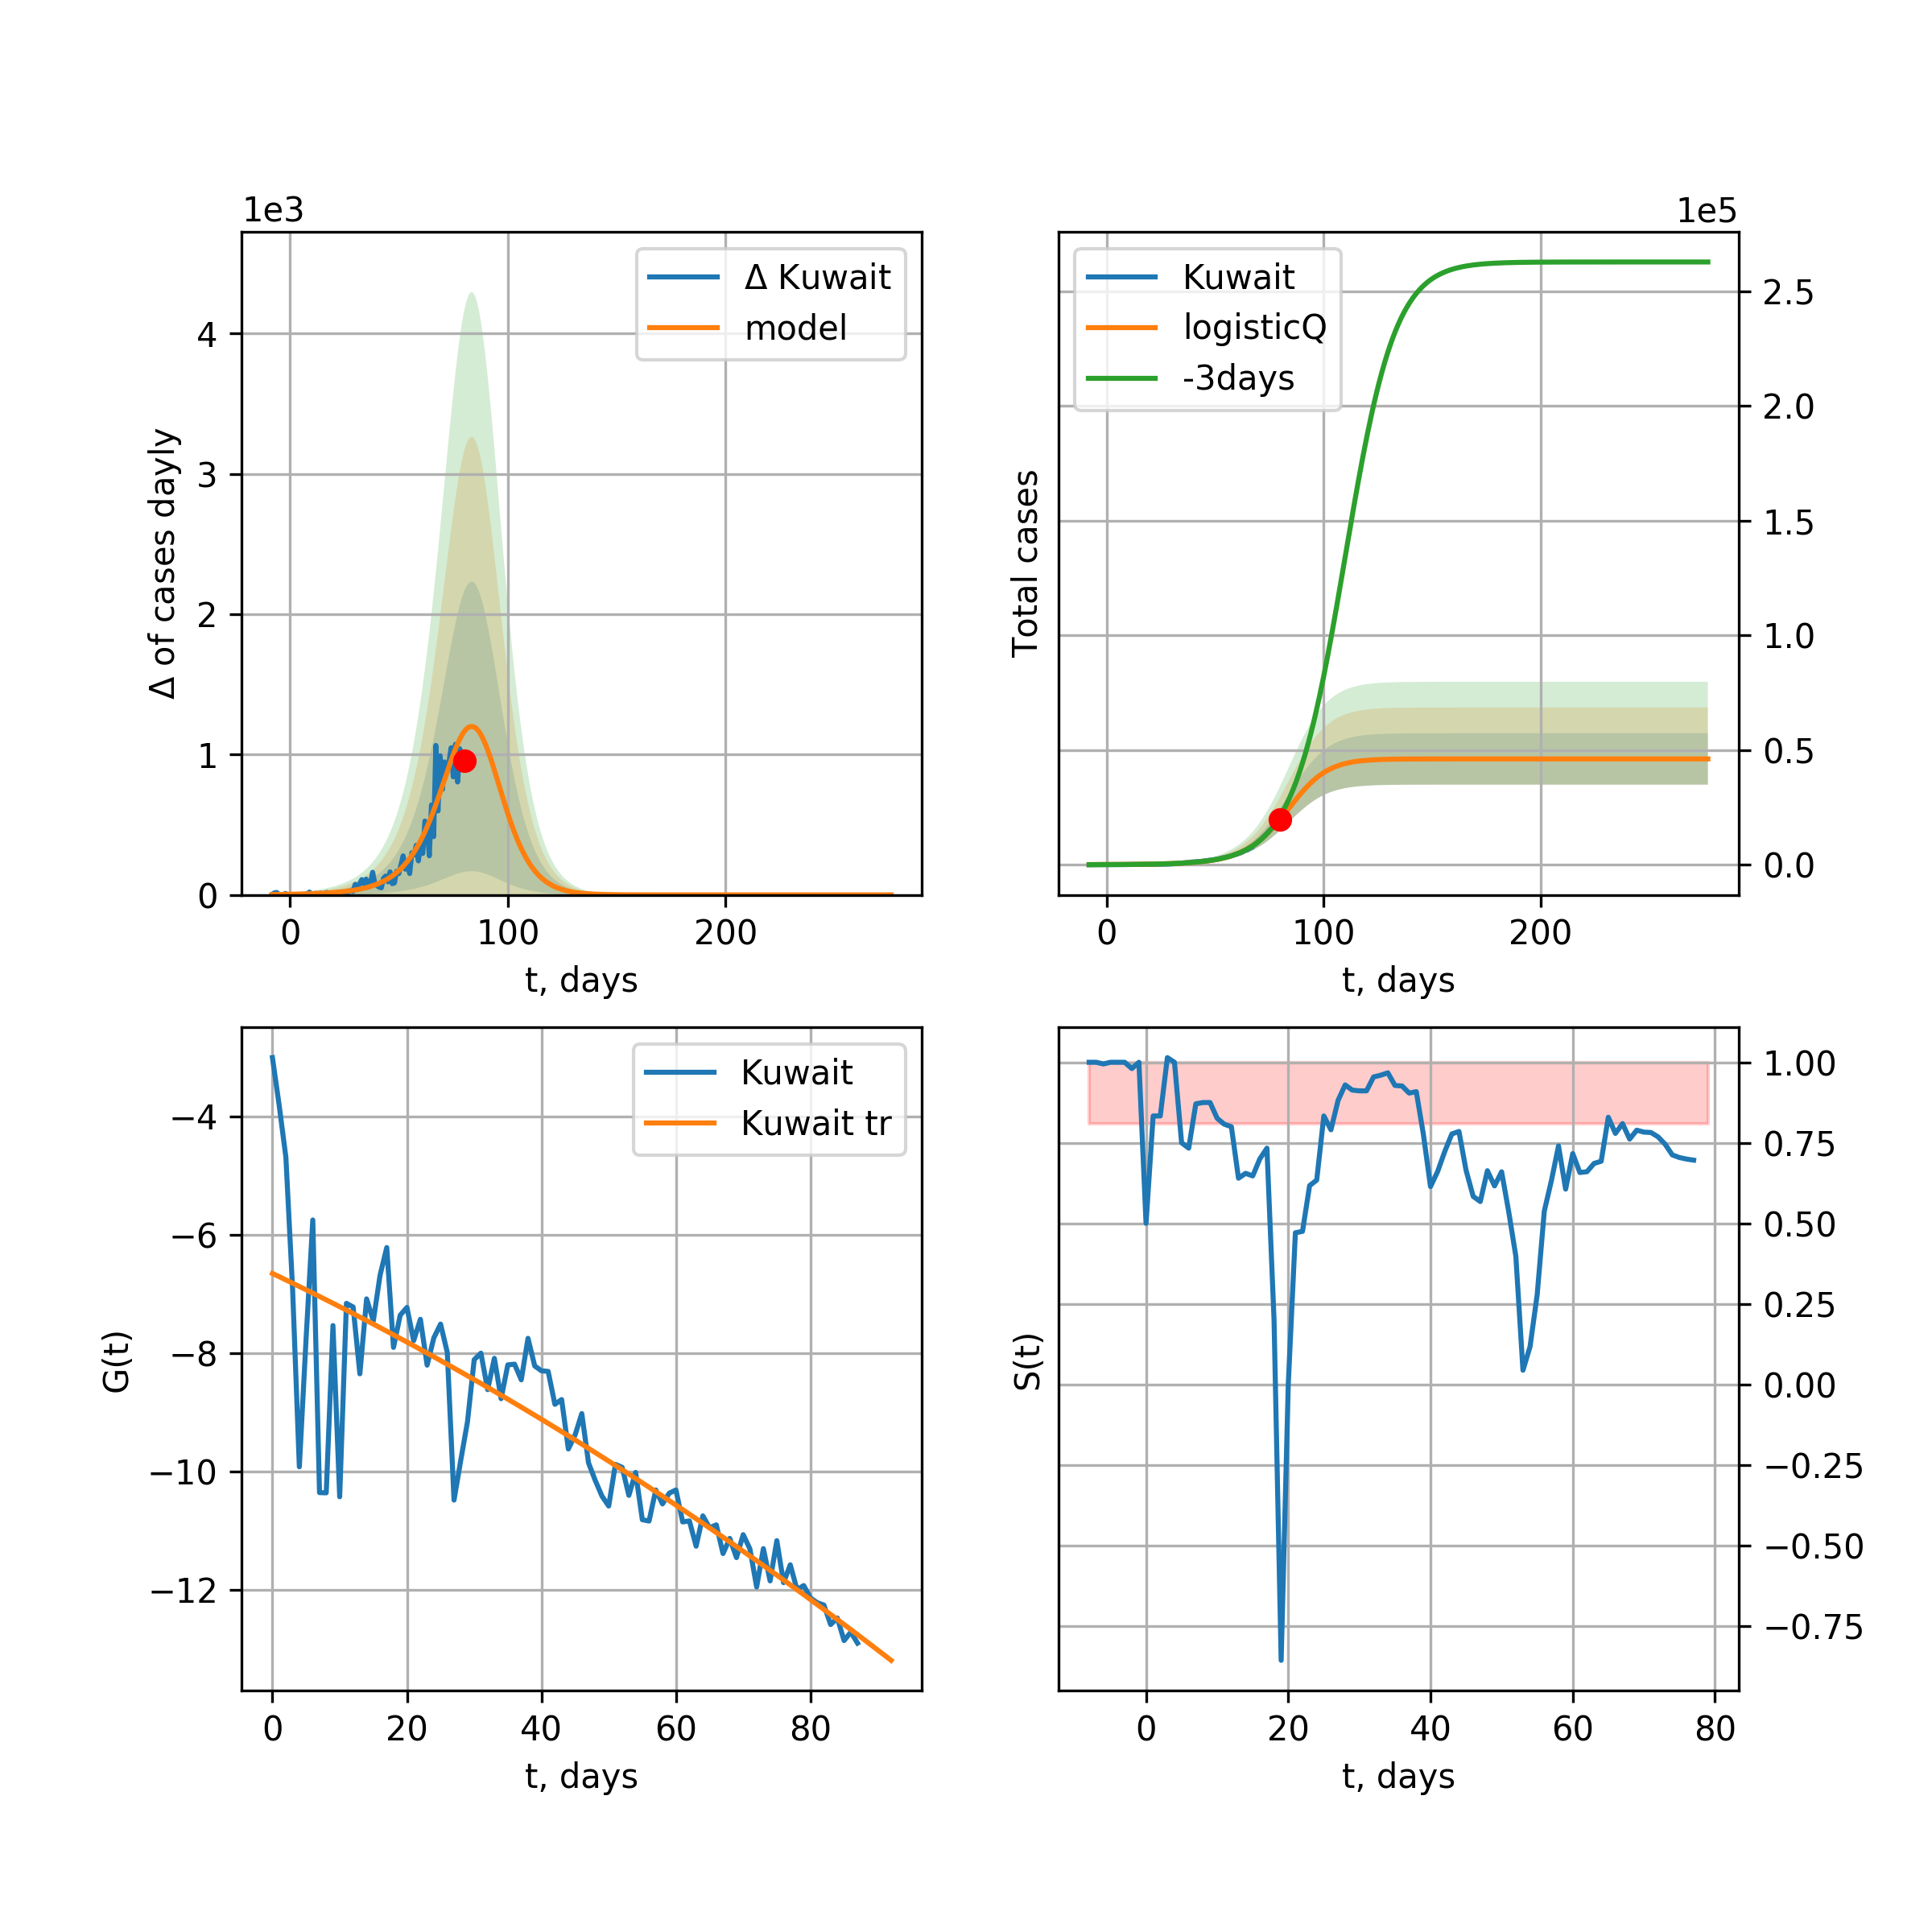 1e3
Δ Kuwait
model
4
3
2
1
0
Δ of cases dayly
0 100 200
t, days
1e5
Kuwait
logisticQ
-3days
2.5
2.0
1.5
1.0
0.5
0.0
Total cases
0 100 200
t, days
Kuwait
Kuwait tr
−4
−6
−8
−10
−12
G(t)
0 20 40 60 80
t, days
1.00
0.75
0.50
0.25
0.00
−0.25
−0.50
−0.75
S(t)
0 20 40 60 80
t, days